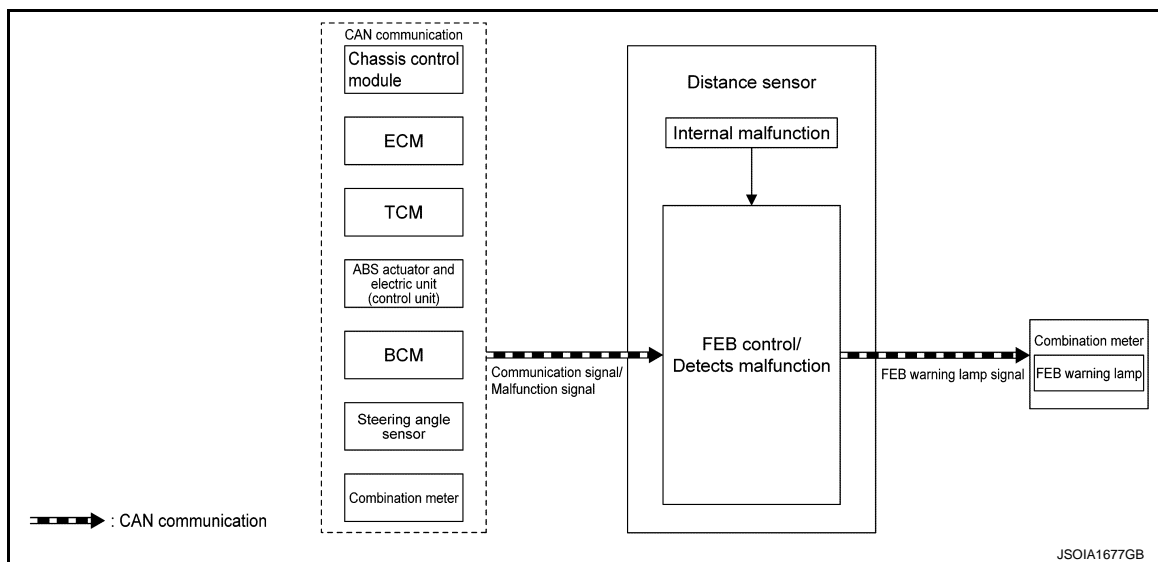 CAN communication
Chassis control
module
ECM
TCM
ABS actuator and
electric unit
(control unit)
BCM
Steering angle
sensor
Combination meter
Communication signal/
Malfunction signal
Distance sensor
Internal malfunction
FEB control/
Detects malfunction
FEB warning lamp signal
Combination meter
FEB warning lamp
: CAN communication
JSOIA1677GB